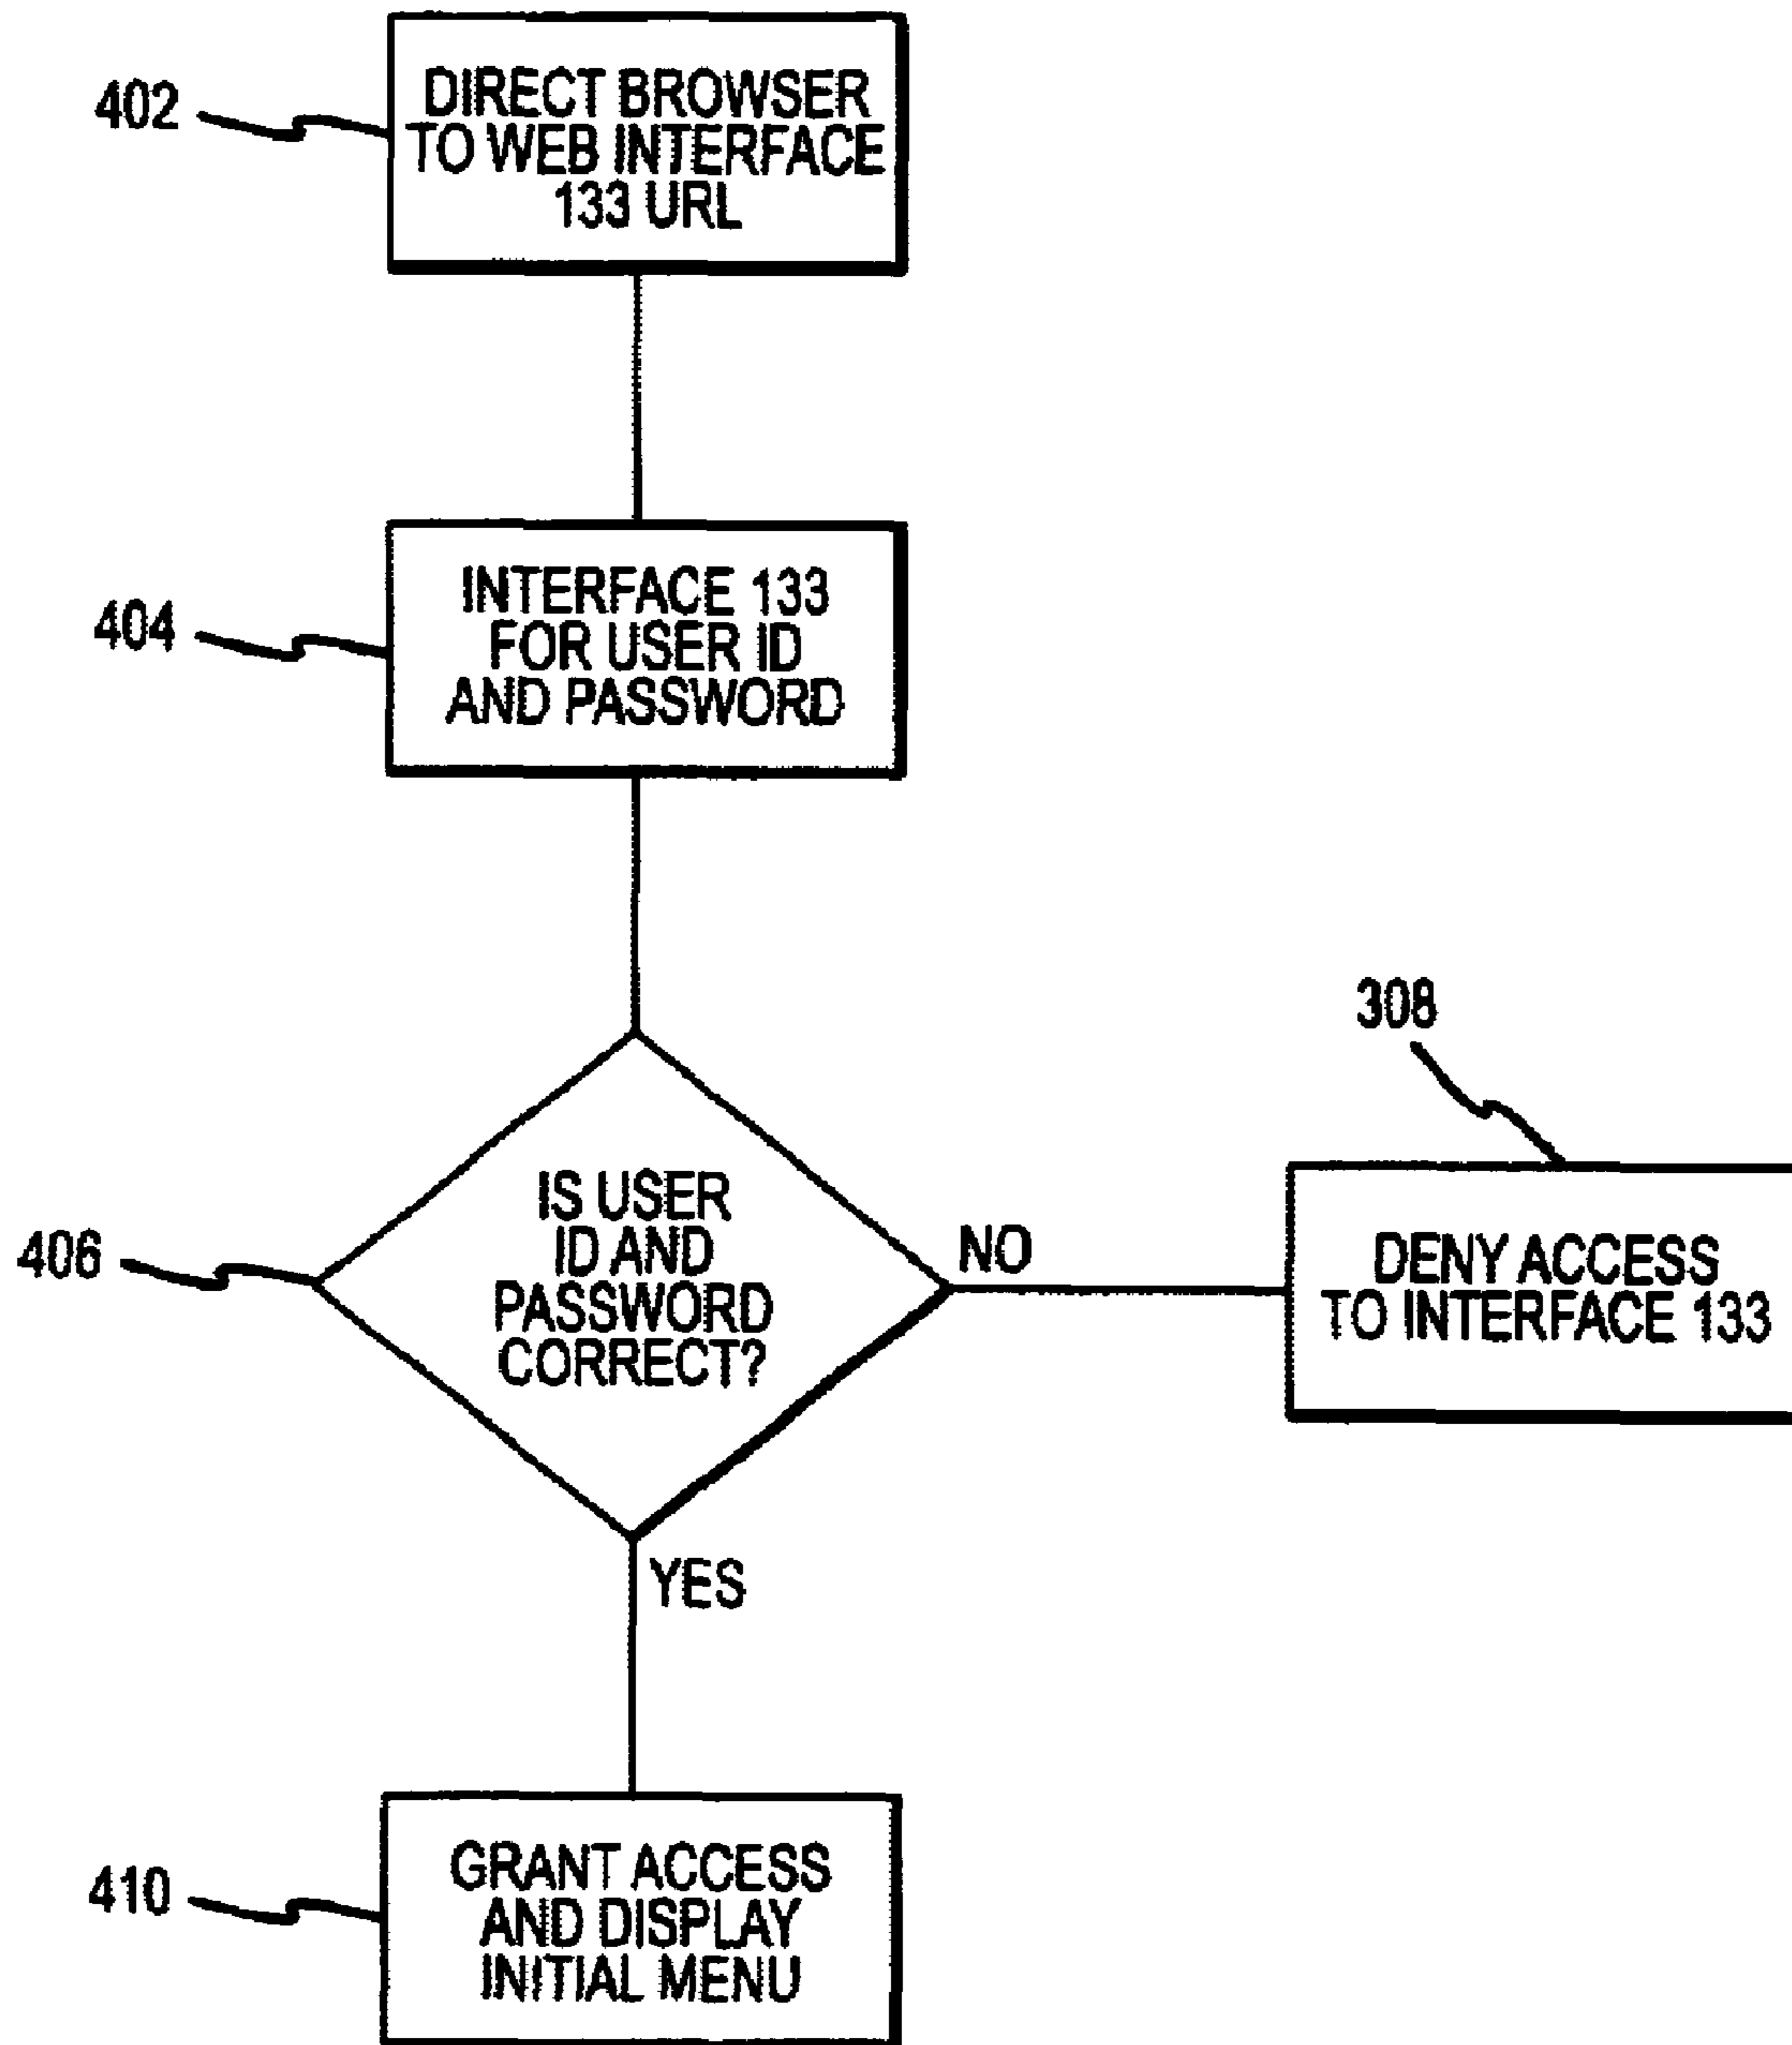 402
DIRECT BROWSER
TO WEB INTERFACE
133 URL
404
INTERFACE 133
FOR USER ID
AND PASSWORD
308
406
IS USER
ID AND
PASSWORD
CORRECT?
NO
DENY ACCESS
TO INTERFACE 133
YES
410
GRANT ACCESS
AND DISPLAY
INITIAL MENU